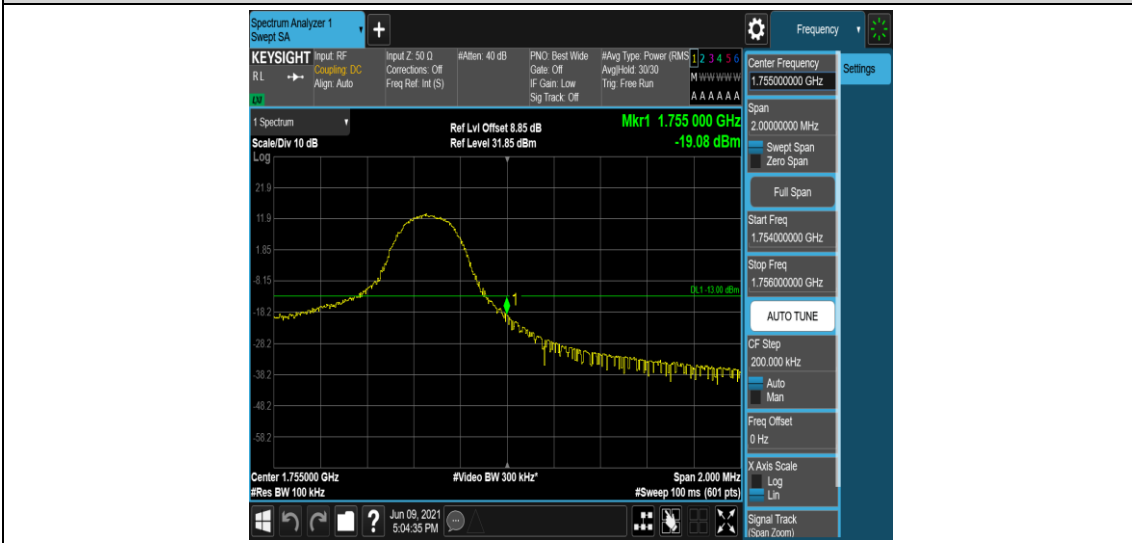 Spectrum Analyzer 1
Swept SA
+
Frequency
KEYSIGHT
RL
LXI
Input: RF
Coupling: DC
Align: Auto
Input Z: 50 Ω
Corrections: Off
Freq Ref: Int (S)
#Atten: 40 dB
PNO: Best Wide
Gate: Off
IF Gain: Low
Sig Track: Off
#Avg Type: Power (RMS
Avg|Hold: 30/30
Trig: Free Run
1 2 3 4 5 6
M W W W W W
A A A A A A
1 Spectrum
Scale/Div 10 dB
Log
Ref Lvl Offset 8.85 dB
Ref Level 31.85 dBm
Mkr1 1.755 000 GHz
-19.08 dBm
21.9
11.9
1.85
-8.15
-18.2
-28.2
-38.2
-48.2
-58.2
DL1 -13.00 dBm
1
Center 1.755000 GHz
#Res BW 100 kHz
#Video BW 300 kHz*
Span 2.000 MHz
#Sweep 100 ms (601 pts)
Center Frequency
1.755000000 GHz
Settings
Span
2.00000000 MHz
Swept Span
Zero Span
Full Span
Start Freq
1.754000000 GHz
Stop Freq
1.756000000 GHz
AUTO TUNE
CF Step
200.000 kHz
Auto
Man
Freq Offset
0 Hz
X Axis Scale
Log
Lin
Signal Track
(Span Zoom)
?
Jun 09, 2021
5:04:35 PM